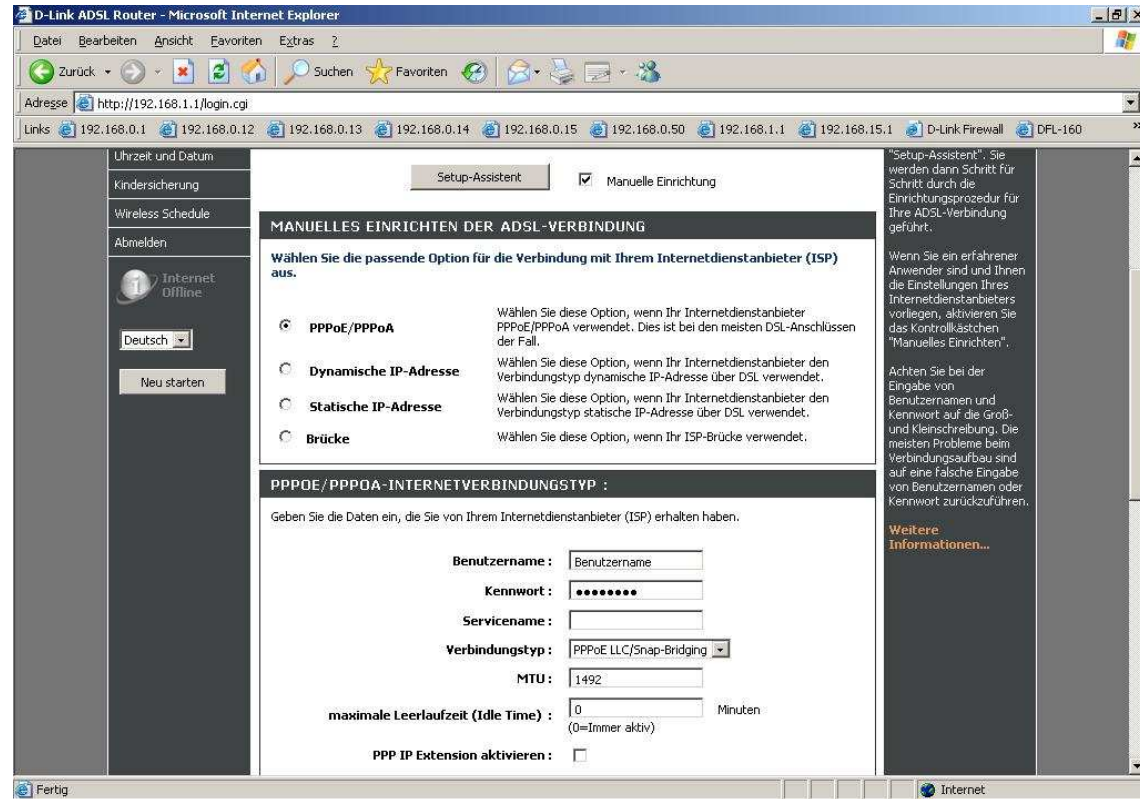 D-Link ADSL Router - Microsoft Internet Explorer
Datei Bearbeiten Ansicht Favoriten Extras ?
Zurück Suchen Favoriten
Adresse http://192.168.1.1/login.cgi
Links 192.168.0.1 192.168.0.12 192.168.0.13 192.168.0.14 192.168.0.15 192.168.0.50 192.168.1.1 192.168.15.1 D-Link Firewall DFL-160 »
Uhrzeit und Datum
Kindersicherung
Wireless Schedule
Abmelden
Internet
Offline
Deutsch
Neu starten
Setup-Assistent Manuelle Einrichtung
MANUELLES EINRICHTEN DER ADSL-VERBINDUNG
Wählen Sie die passende Option für die Verbindung mit Ihrem Internetdienstanbieter (ISP)
aus.
PPPoE/PPPoA
Wählen Sie diese Option, wenn Ihr Internetdienstanbieter
PPPoE/PPPoA verwendet. Dies ist bei den meisten DSL-Anschlüssen
der Fall.
Dynamische IP-Adresse
Wählen Sie diese Option, wenn Ihr Internetdienstanbieter den
Verbindungstyp dynamische IP-Adresse über DSL verwendet.
Statische IP-Adresse
Wählen Sie diese Option, wenn Ihr Internetdienstanbieter den
Verbindungstyp statische IP-Adresse über DSL verwendet.
Brücke
Wählen Sie diese Option, wenn Ihr ISP-Brücke verwendet.
PPPOE/PPPOA-INTERNETVERBINDUNGSTYP :
Geben Sie die Daten ein, die Sie von Ihrem Internetdienstanbieter (ISP) erhalten haben.
Benutzername : Benutzername
Kennwort : ●●●●●●●●
Servicename :
Verbindungstyp : PPPoE LLC/Snap-Bridging
MTU : 1492
maximale Leerlaufzeit (Idle Time) : 0 Minuten
(0=Immer aktiv)
PPP IP Extension aktivieren :
"Setup-Assistent". Sie
werden dann Schritt für
Schritt durch die
Einrichtungsprozedur für
Ihre ADSL-Verbindung
geführt.
Wenn Sie ein erfahrener
Anwender sind und Ihnen
die Einstellungen Ihres
Internetdienstanbieters
vorliegen, aktivieren Sie
das Kontrollkästchen
"Manuelles Einrichten".
Achten Sie bei der
Eingabe von
Benutzernamen und
Kennwort auf die Groß-
und Kleinschreibung. Die
meisten Probleme beim
Verbindungsaufbau sind
auf eine falsche Eingabe
von Benutzernamen oder
Kennwort zurückzuführen.
Weitere
Informationen...
Fertig
Internet